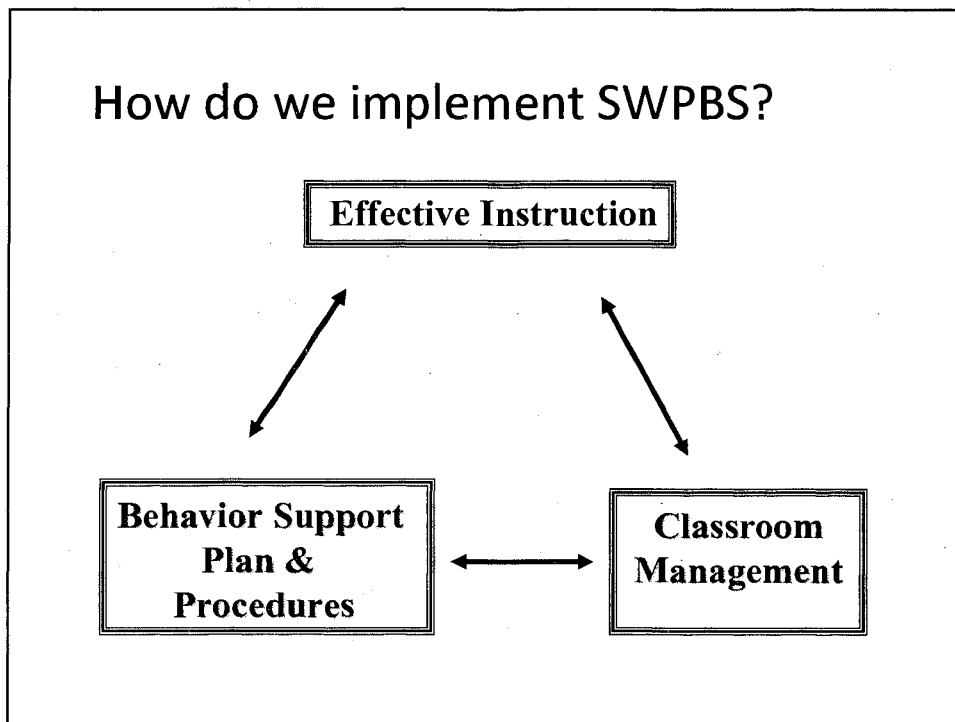 How do we implement SWPBS?
Effective Instruction
Behavior Support
Plan &
Procedures
Classroom
Management